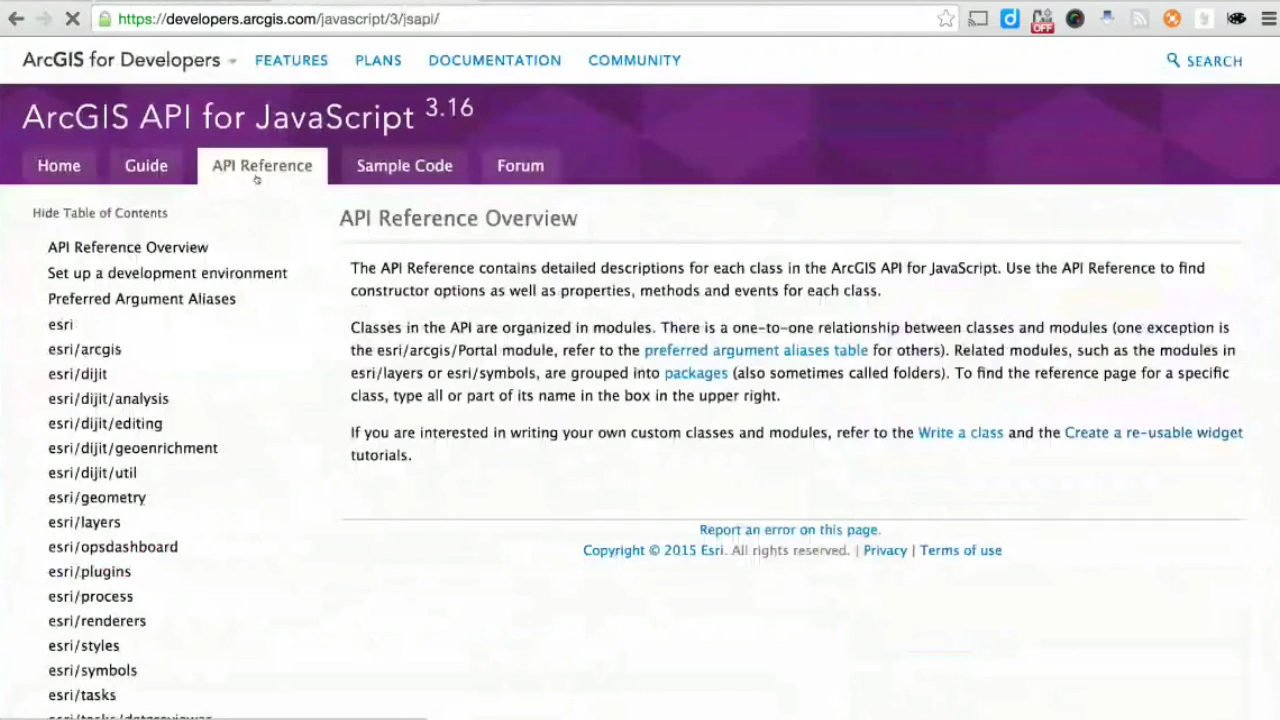 https://developers.arcgis.com/javascript/3/jsapi/
OFF
ArcGIS for Developers FEATURES PLANS DOCUMENTATION COMMUNITY SEARCH
ArcGIS API for JavaScript 3.16
Home Guide API Reference Sample Code Forum
Hide Table of Contents
API Reference Overview
Set up a development environment
Preferred Argument Aliases
esri
esri/arcgis
esri/dijit
esri/dijit/analysis
esri/dijit/editing
esri/dijit/geoenrichment
esri/dijit/util
esri/geometry
esri/layers
esri/opsdashboard
esri/plugins
esri/process
esri/renderers
esri/styles
esri/symbols
esri/tasks
API Reference Overview
The API Reference contains detailed descriptions for each class in the ArcGIS API for JavaScript. Use the API Reference to find
constructor options as well as properties, methods and events for each class.
Classes in the API are organized in modules. There is a one-to-one relationship between classes and modules (one exception is
the esri/arcgis/Portal module, refer to the preferred argument aliases table for others). Related modules, such as the modules in
esri/layers or esri/symbols, are grouped into packages (also sometimes called folders). To find the reference page for a specific
class, type all or part of its name in the box in the upper right.
If you are interested in writing your own custom classes and modules, refer to the Write a class and the Create a re-usable widget
tutorials.
Report an error on this page.
Copyright © 2015 Esri. All rights reserved. | Privacy | Terms of use